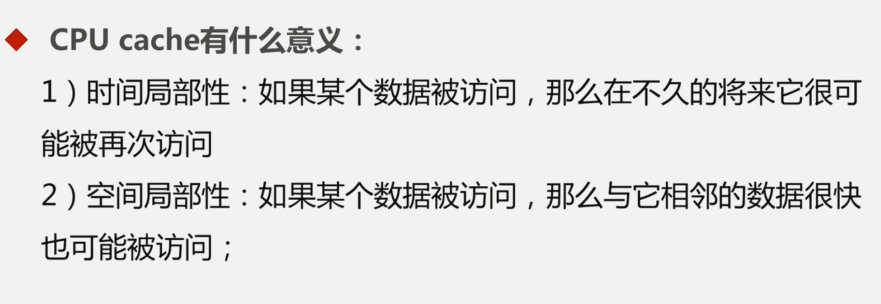 ◆ CPU cache有什么意义：
1）时间局部性：如果某个数据被访问，那么在不久的将来它很可
能被再次访问
2）空间局部性：如果某个数据被访问，那么与它相邻的数据很快
也可能被访问；